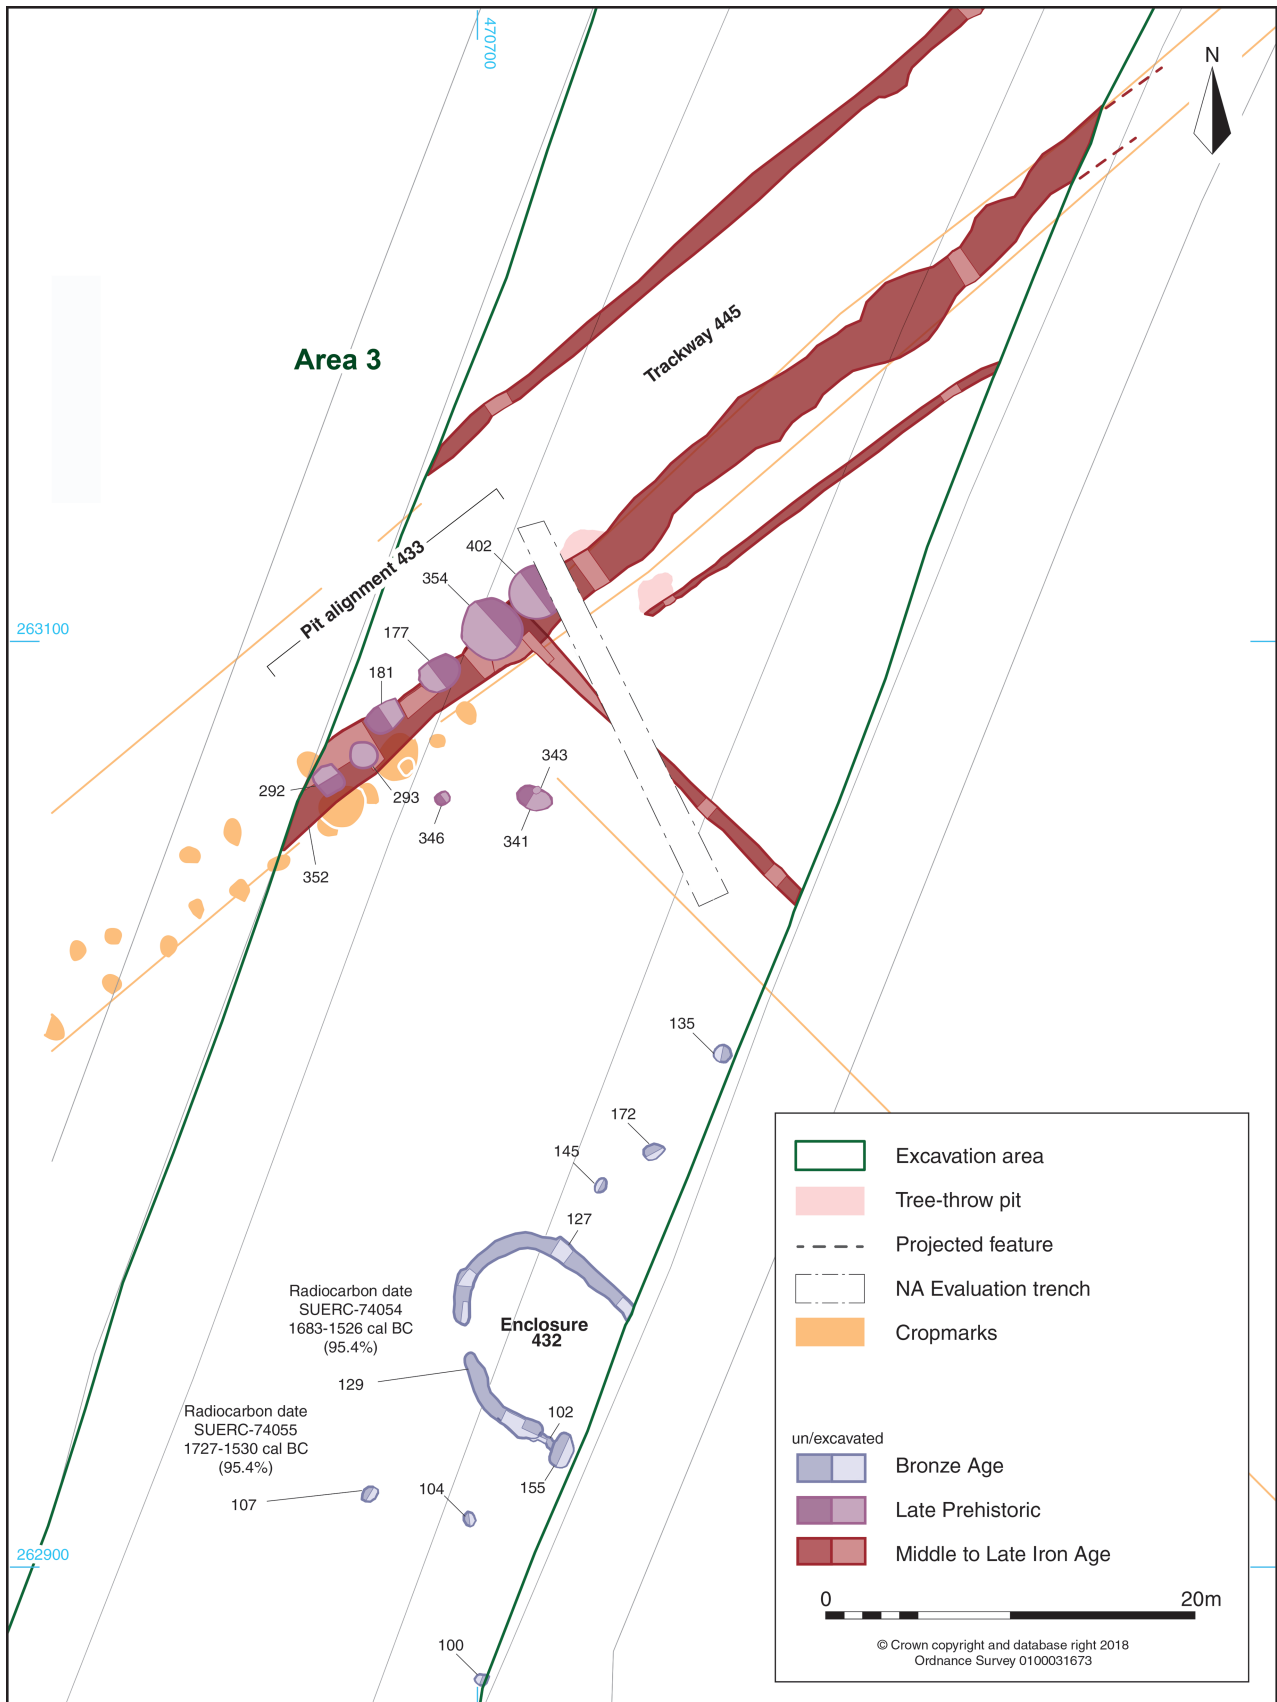 470700
N
Area 3
Trackway 445
Pit alignment 433
402
354
263100
177
181
343
292
293
346
341
352
135
172
145
127
Radiocarbon date
SUERC-74054
1683-1526 cal BC
(95.4%)
Enclosure
432
129
Radiocarbon date
SUERC-74055
1727-1530 cal BC
(95.4%)
102
155
104
107
262900
100
Excavation area
Tree-throw pit
Projected feature
NA Evaluation trench
Cropmarks
un/excavated
Bronze Age
Late Prehistoric
Middle to Late Iron Age
0 20m
© Crown copyright and database right 2018
Ordnance Survey 0100031673